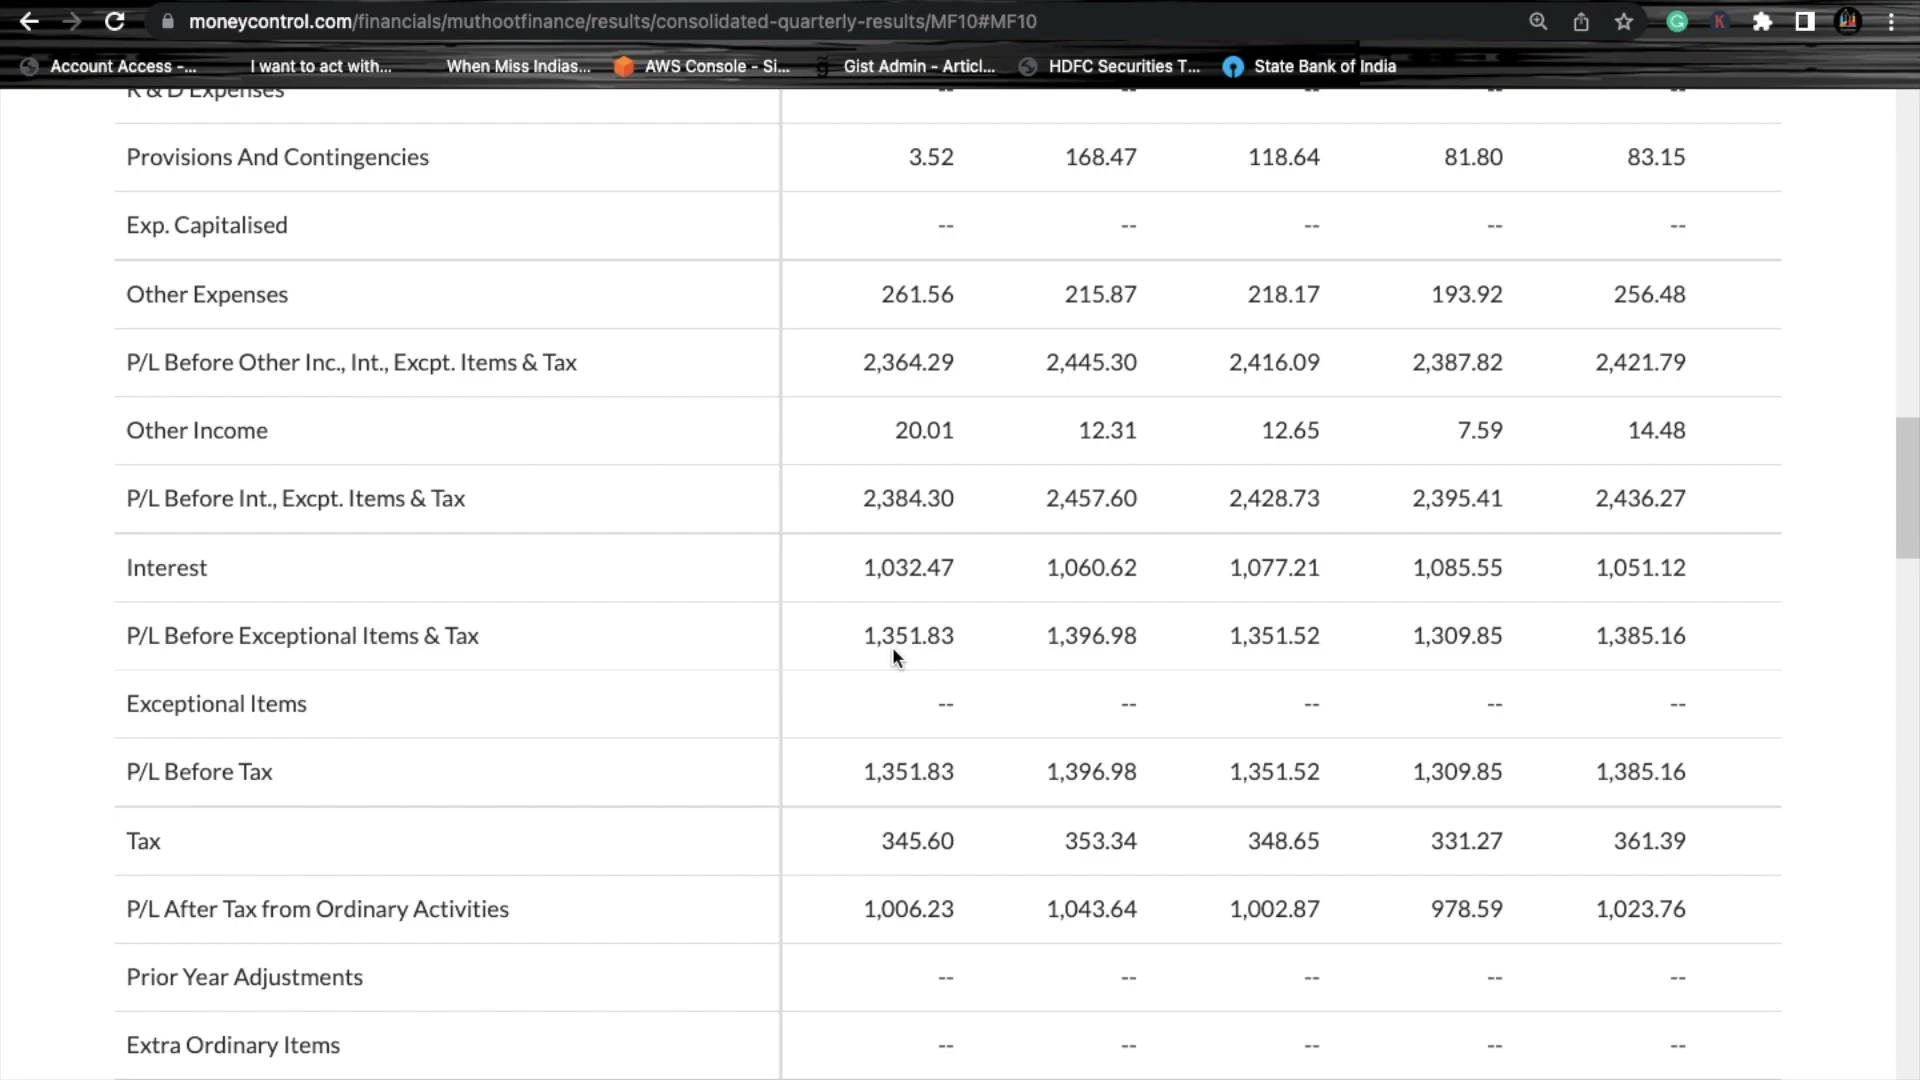 moneycontrol.com/financials/muthootfinance/results/consolidated-quarterly-results/MF10#MF10
Account Access -... I want to act with... When Miss Indias... AWS Console - Si... Gist Admin - Articl... HDFC Securities T... State Bank of India
R & D Expenses -- -- -- -- --
Provisions And Contingencies 3.52 168.47 118.64 81.80 83.15
Exp. Capitalised -- -- -- -- --
Other Expenses 261.56 215.87 218.17 193.92 256.48
P/L Before Other Inc., Int., Excpt. Items & Tax 2,364.29 2,445.30 2,416.09 2,387.82 2,421.79
Other Income 20.01 12.31 12.65 7.59 14.48
P/L Before Int., Excpt. Items & Tax 2,384.30 2,457.60 2,428.73 2,395.41 2,436.27
Interest 1,032.47 1,060.62 1,077.21 1,085.55 1,051.12
P/L Before Exceptional Items & Tax 1,351.83 1,396.98 1,351.52 1,309.85 1,385.16
Exceptional Items -- -- -- -- --
P/L Before Tax 1,351.83 1,396.98 1,351.52 1,309.85 1,385.16
Tax 345.60 353.34 348.65 331.27 361.39
P/L After Tax from Ordinary Activities 1,006.23 1,043.64 1,002.87 978.59 1,023.76
Prior Year Adjustments -- -- -- -- --
Extra Ordinary Items -- -- -- -- --